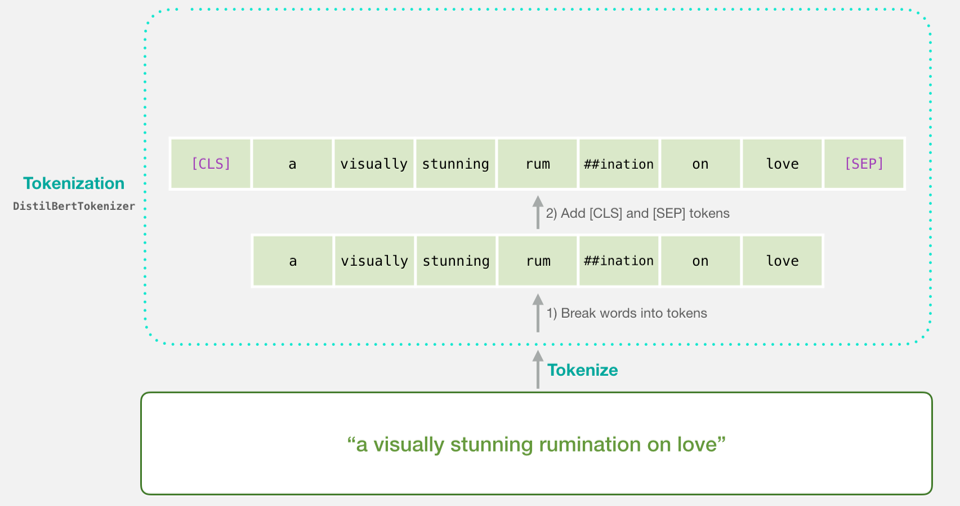 [CLS] a visually stunning rum ##ination on love [SEP]
Tokenization
DistilBertTokenizer
2) Add [CLS] and [SEP] tokens
a visually stunning rum ##ination on love
1) Break words into tokens
Tokenize
“a visually stunning rumination on love”